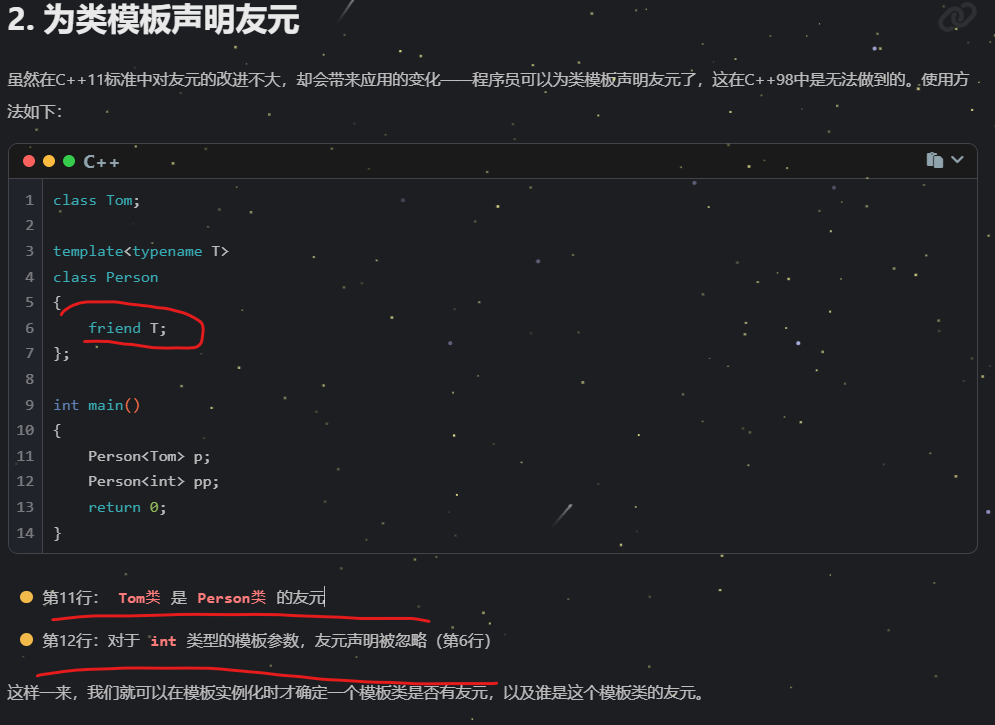 2. 为类模板声明友元
虽然在C++11标准中对友元的改进不大，却会带来应用的变化——程序员可以为类模板声明友元了，这在C++98中是无法做到的。使用方
法如下：
C++
1 class Tom;
2
3 template<typename T>
4 class Person
5 {
6     friend T;
7 };
8
9 int main()
10 {
11     Person<Tom> p;
12     Person<int> pp;
13     return 0;
14 }
第11行： Tom类 是 Person类 的友元
第12行：对于 int 类型的模板参数，友元声明被忽略（第6行）
这样一来，我们就可以在模板实例化时才确定一个模板类是否有友元，以及谁是这个模板类的友元。